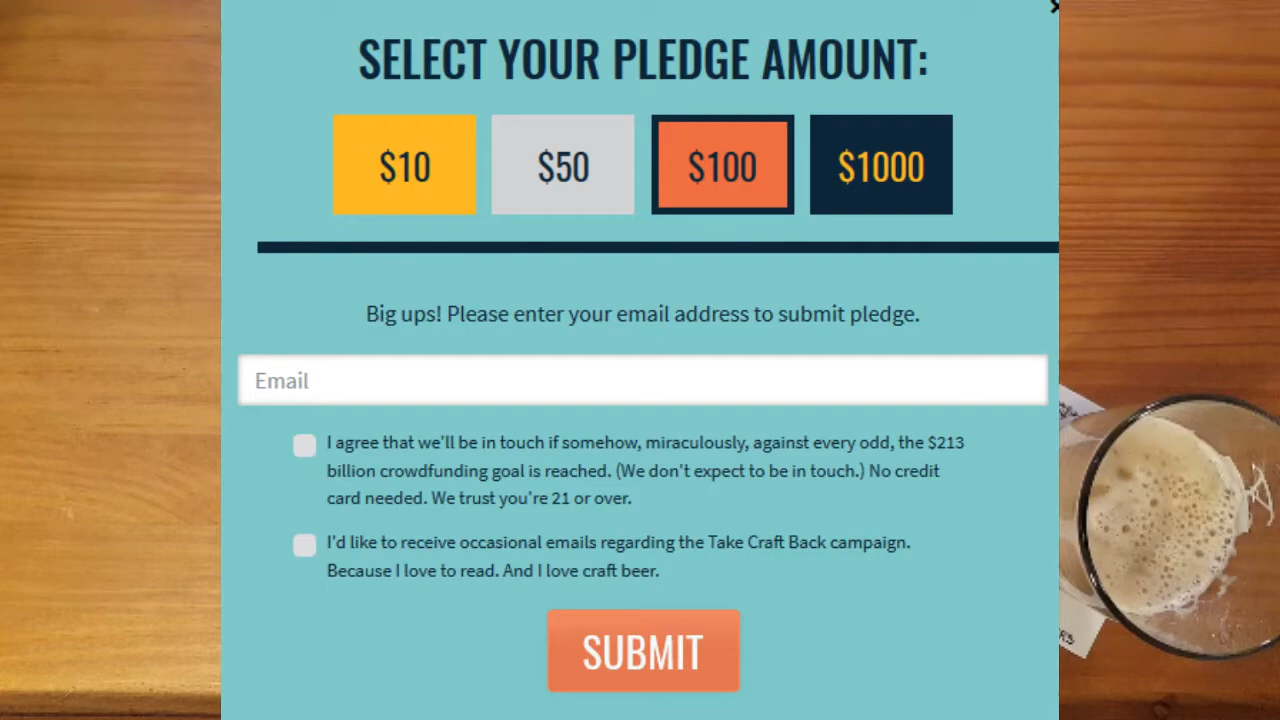 SELECT YOUR PLEDGE AMOUNT:
$10 $50 $100 $1000
Big ups! Please enter your email address to submit pledge.
Email
I agree that we'll be in touch if somehow, miraculously, against every odd, the $213
billion crowdfunding goal is reached. (We don't expect to be in touch.) No credit
card needed. We trust you're 21 or over.
I'd like to receive occasional emails regarding the Take Craft Back campaign.
Because I love to read. And I love craft beer.
SUBMIT